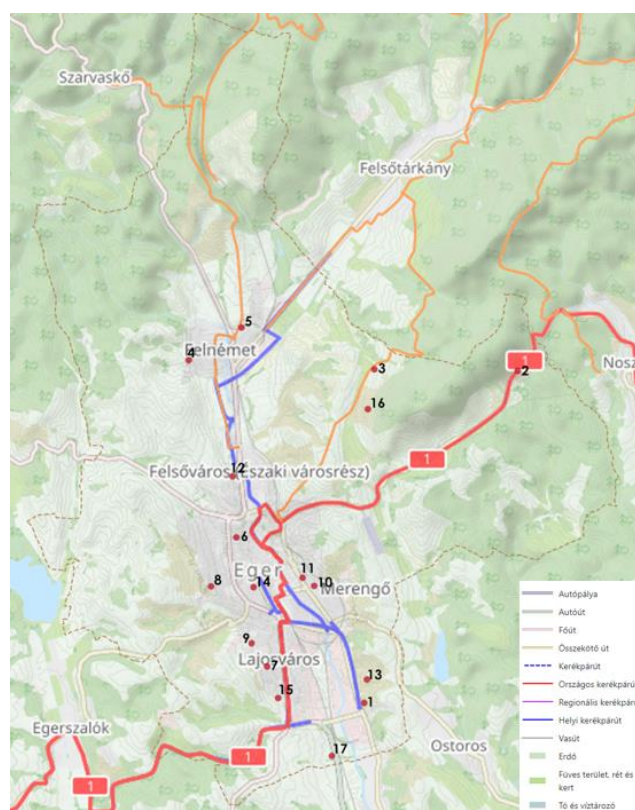 Szarvaskő
Felsőtárkány
5
Felnémet
4
3
1
2
Nosz
16
1
12
Felsőváros (Északi városrész)
6
Eger
11
8
14
10
Merengő
9
Lajosváros
7
13
15
1
Egerszalók
1
17
Ostoros
1
Autópálya
Autóút
Főút
Összekötő út
Kerékpárút
Országos kerékpárú
Regionális kerékpár
Helyi kerékpárút
Vasút
Erdő
Füves terület, rét és
kert
Tó és víztározó